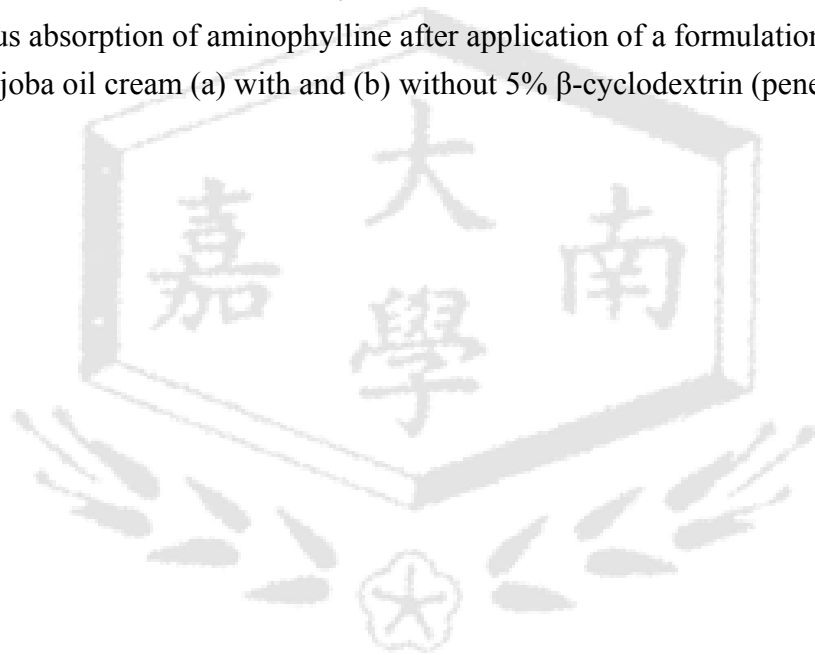 us absorption of aminophylline after application of a formulation
joba oil cream (a) with and (b) without 5% β-cyclodextrin (pene
大
嘉 南
學